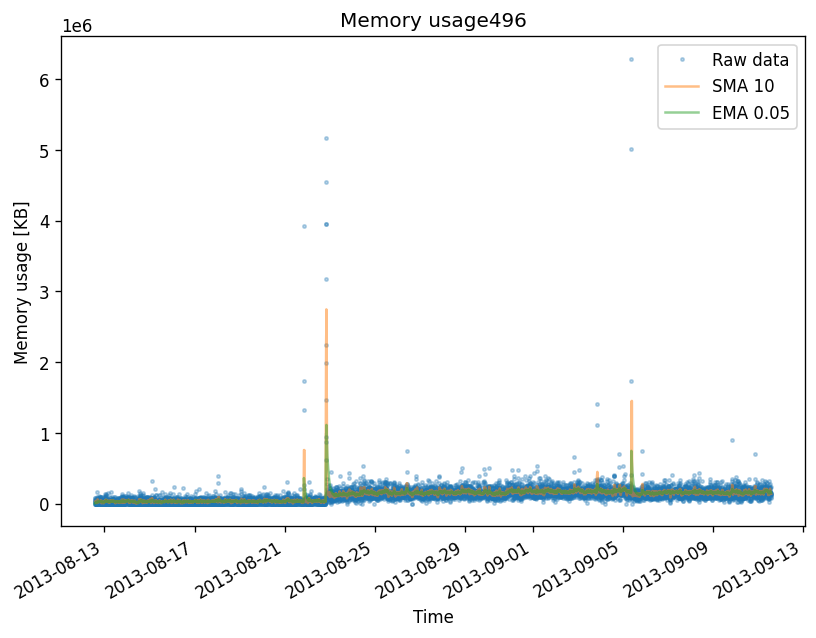 Memory usage496
1e6
Raw data
SMA 10
EMA 0.05
6
5
4
3
2
1
0
Memory usage [KB]
2013-08-13
2013-08-17
2013-08-21
2013-08-25
2013-08-29
2013-09-01
2013-09-05
2013-09-09
2013-09-13
Time